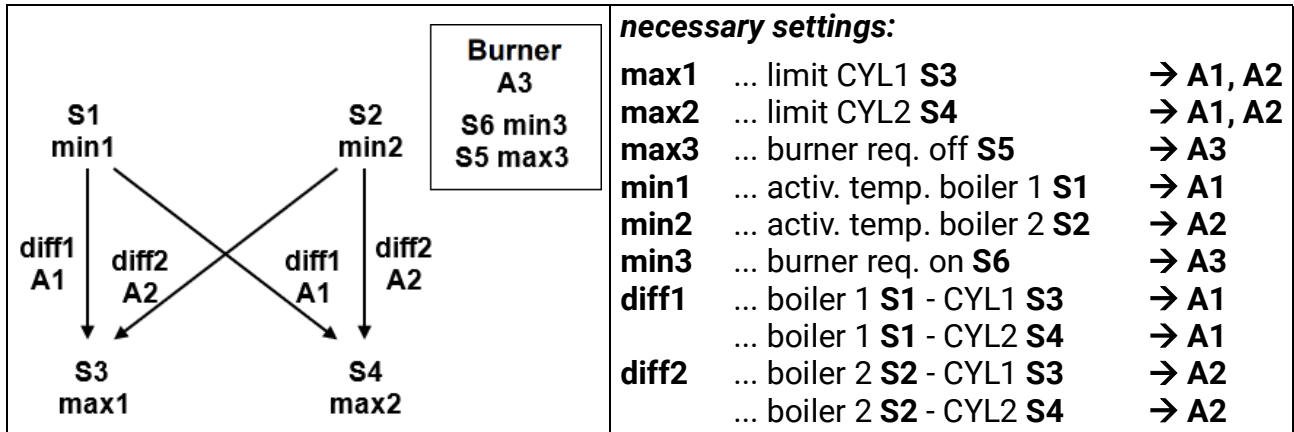 Burner
A3
S6 min3
S5 max3
S1
min1
S2
min2
diff1
A1
diff2
A2
diff1
A1
diff2
A2
S3
max1
S4
max2
necessary settings:
max1 ... limit CYL1 S3 → A1, A2
max2 ... limit CYL2 S4 → A1, A2
max3 ... burner req. off S5 → A3
min1 ... activ. temp. boiler 1 S1 → A1
min2 ... activ. temp. boiler 2 S2 → A2
min3 ... burner req. on S6 → A3
diff1 ... boiler 1 S1 - CYL1 S3 → A1
... boiler 1 S1 - CYL2 S4 → A1
diff2 ... boiler 2 S2 - CYL1 S3 → A2
... boiler 2 S2 - CYL2 S4 → A2